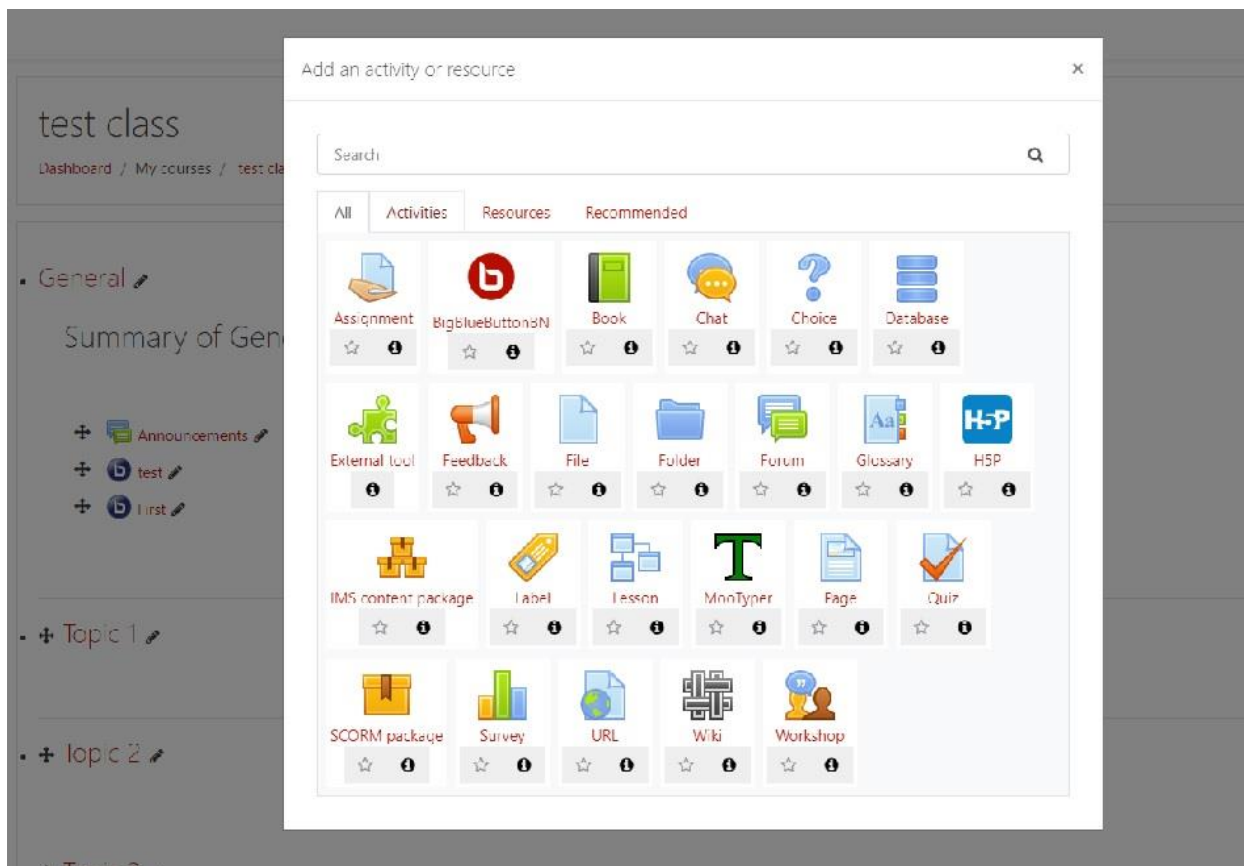 Add an activity or resource ×
test class
Dashboard / My courses / test cla
Search
All Activities Resources Recommended
General
Summary of Gen
Announcements
test
First
Assignment BigBlueButtonBN Book Chat Choice Database
External tool Feedback File Folder Forum Glossary H5P
H5P
Aa
IMS content package Label Lesson MooTyper Page Quiz
T
Topic 1
SCORM package Survey URL Wiki Workshop
Topic 2